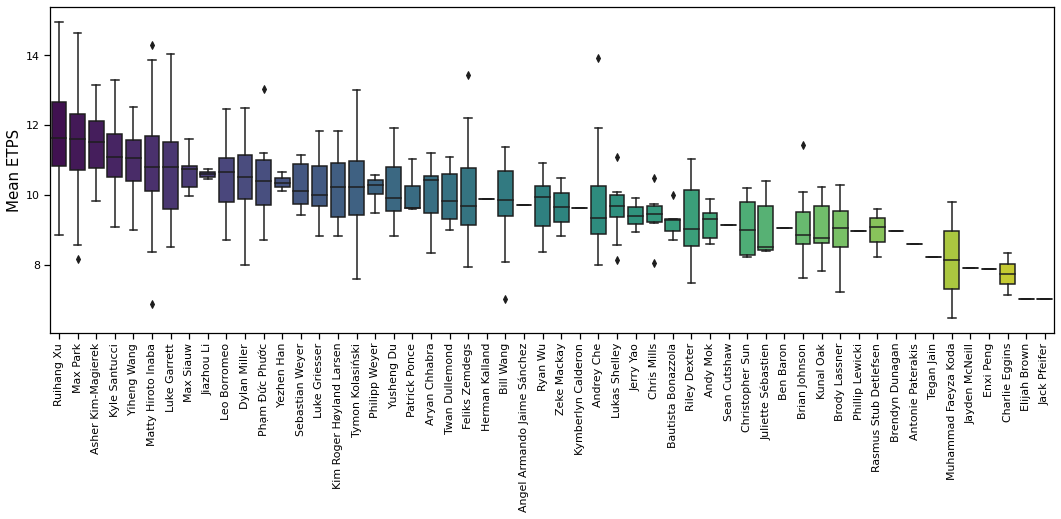 Mean ETPS
14
12
10
8
Ruihang Xu
Max Park
Asher Kim-Magierek
Kyle Santucci
Yiheng Wang
Matty Hiroto Inaba
Luke Garrett
Max Siauw
Jiazhou Li
Leo Borromeo
Dylan Miller
Phạm Đức Phước
Yezhen Han
Sebastian Weyer
Luke Griesser
Kim Roger Høyland Larsen
Tymon Kolasiński
Philipp Weyer
Yusheng Du
Patrick Ponce
Aryan Chhabra
Twan Dullemond
Feliks Zemdegs
Herman Kalland
Bill Wang
Angel Armando Jaime Sánchez
Ryan Wu
Zeke Mackay
Kymberlyn Calderon
Andrey Che
Lukas Shelley
Jerry Yao
Chris Mills
Bautista Bonazzola
Riley Dexter
Andy Mok
Sean Curtshaw
Christopher Sun
Juliette Sébastien
Ben Baron
Brian Johnson
Kunal Oak
Brody Lassner
Phillip Lewicki
Rasmus Stub Detlefsen
Brendyn Dunagan
Antonie Paterakis
Tegan Jain
Muhammad Faeyza Koda
Jayden McNeill
Enxi Peng
Charlie Eggins
Elijah Brown
Jack Pfeifer